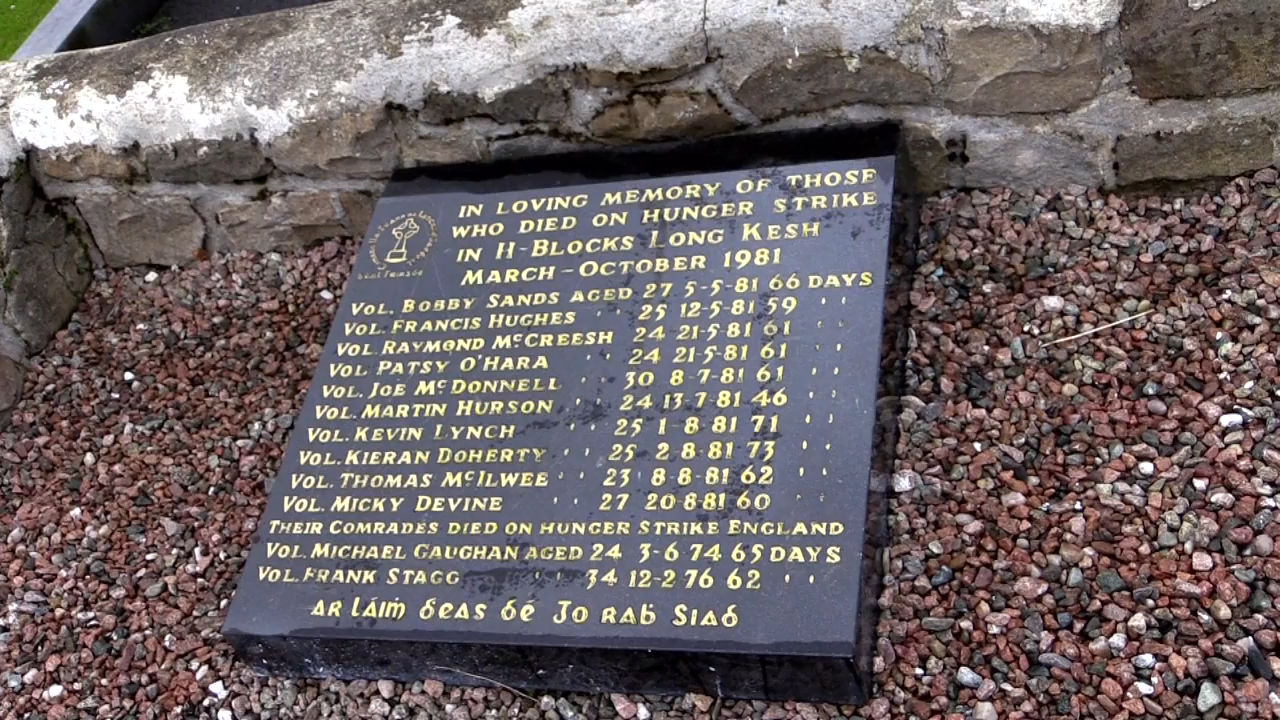 IN LOVING MEMORY OF THOSE
WHO DIED ON HUNGER STRIKE
IN H-BLOCKS LONG KESH
MARCH-OCTOBER 1981
VOL. BOBBY SANDS AGED 27 5-5-81 66 DAYS
VOL. FRANCIS HUGHES " 25 12-5-81 59 "
VOL. RAYMOND McCREESH 24 21-5-81 61 "
VOL PATSY O'HARA " 24 21-5-81 61 "
VOL. JOE McDONNELL " 30 8-7-81 61 "
VOL. MARTIN HURSON " 24 13-7-81 46 "
VOL. KEVIN LYNCH " 25 1-8-81 71 "
VOL. KIERAN DOHERTY " 25 2-8-81 73 "
VOL. THOMAS McILWEE " 23 8-8-81 62 "
VOL. MICKY DEVINE " 27 20-8-81 60 "
THEIR COMRADES DIED ON HUNGER STRIKE ENGLAND
VOL. MICHAEL GAUGHAN AGED 24 3-6-74 65 DAYS
VOL. FRANK STAGG " 34 12-2-76 62 "
Ar láiṁ ḋeas Ḋé go raḃ siad